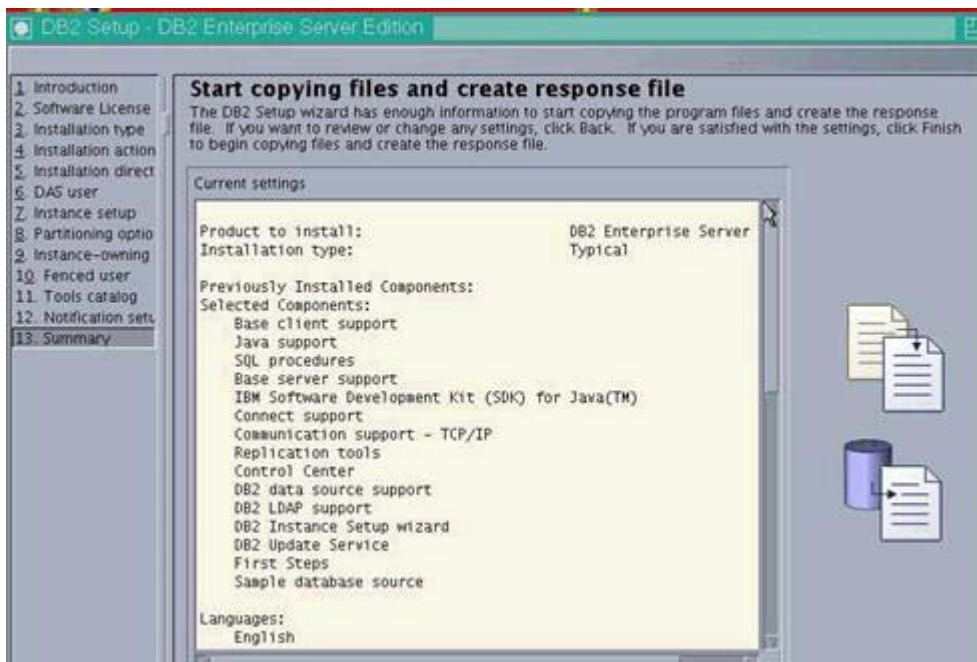 DB2 Setup - DB2 Enterprise Server Edition
1. Introduction
2. Software License
3. Installation type
4. Installation action
5. Installation direct
6. DAS user
7. Instance setup
8. Partitioning optio
9. Instance-owning
10. Fenced user
11. Tools catalog
12. Notification setu
13. Summary
Start copying files and create response file
The DB2 Setup wizard has enough information to start copying the program files and create the response
file. If you want to review or change any settings, click Back. If you are satisfied with the settings, click Finish
to begin copying files and create the response file.
Current settings
Product to install: DB2 Enterprise Server
Installation type: Typical
Previously Installed Components:
Selected Components:
Base client support
Java support
SQL procedures
Base server support
IBM Software Development Kit (SDK) for Java(TM)
Connect support
Communication support - TCP/IP
Replication tools
Control Center
DB2 data source support
DB2 LDAP support
DB2 Instance Setup wizard
DB2 Update Service
First Steps
Sample database source
Languages:
English